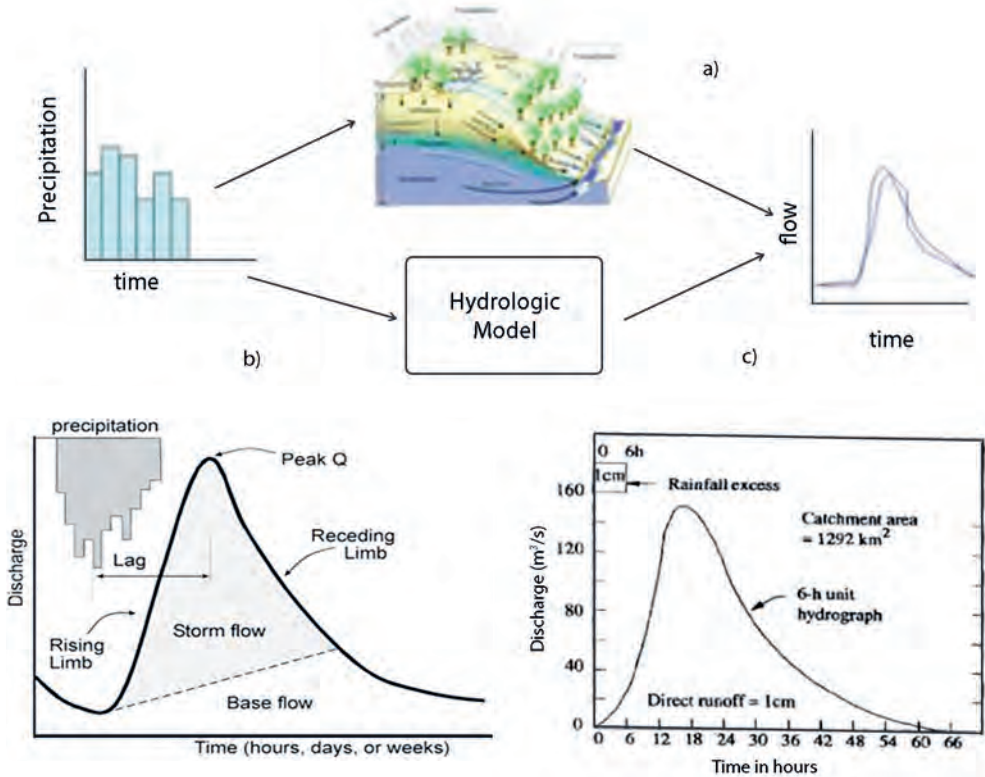 a)
Precipitation
time
Hydrologic
Model
flow
time
b)
c)
precipitation
Peak Q
Receding
Limb
Lag
Discharge
Rising
Limb
Storm flow
Base flow
Time (hours, days, or weeks)
0 6h
1cm
Rainfall excess
160
Catchment area
= 1292 km²
120
Discharge (m³/s)
6-h unit
hydrograph
80
40
Direct runoff = 1cm
0
0 6 12 18 24 30 36 42 48 54 60 66
Time in hours